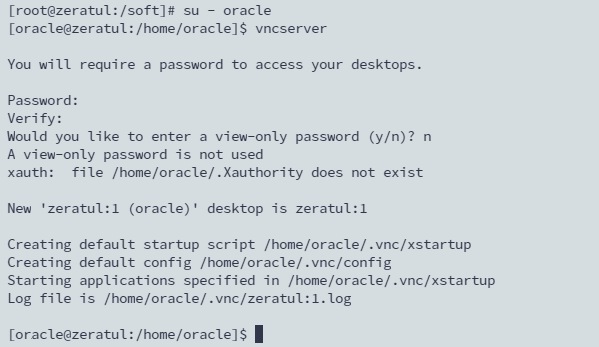 [root@zeratul:/soft]# su - oracle
[oracle@zeratul:/home/oracle]$ vncserver
You will require a password to access your desktops.
Password:
Verify:
Would you like to enter a view-only password (y/n)? n
A view-only password is not used
xauth:  file /home/oracle/.Xauthority does not exist
New 'zeratul:1 (oracle)' desktop is zeratul:1
Creating default startup script /home/oracle/.vnc/xstartup
Creating default config /home/oracle/.vnc/config
Starting applications specified in /home/oracle/.vnc/xstartup
Log file is /home/oracle/.vnc/zeratul:1.log
[oracle@zeratul:/home/oracle]$